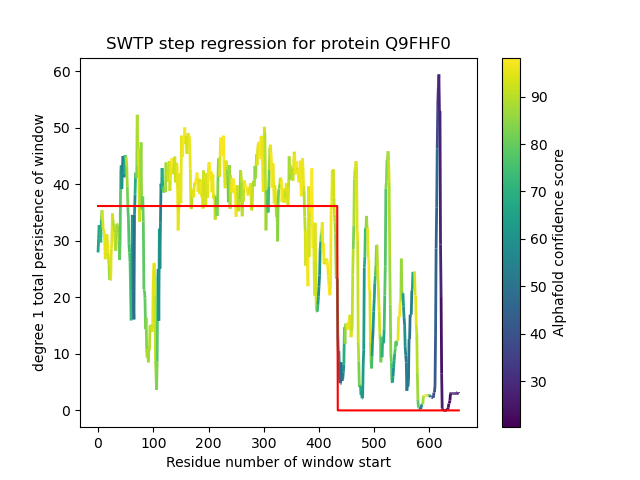 SWTP step regression for protein Q9FHF0
degree 1 total persistence of window
60
50
40
30
20
10
0
0 100 200 300 400 500 600
Residue number of window start
90
80
70
60
50
40
30
Alphafold confidence score